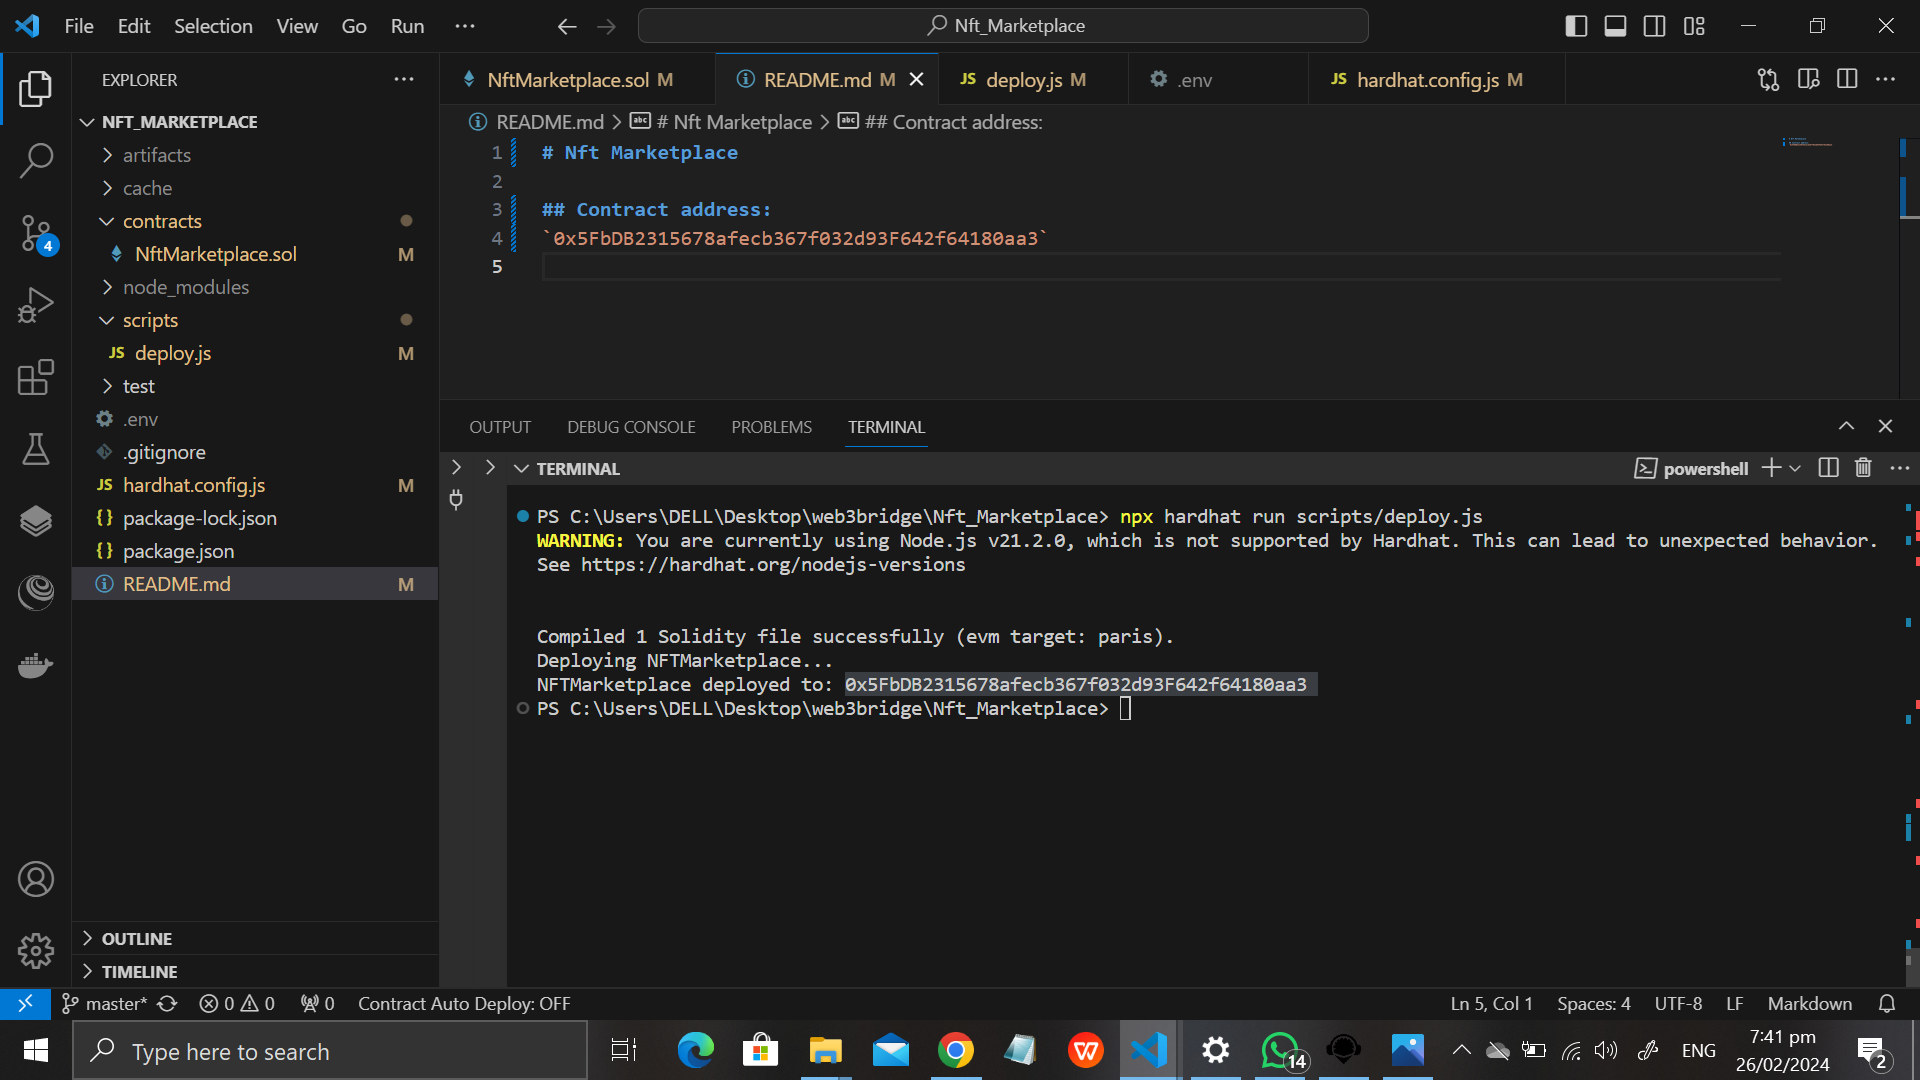 File Edit Selection View Go Run ···
Nft_Marketplace
EXPLORER
NFT_MARKETPLACE
artifacts
cache
contracts
NftMarketplace.sol M
node_modules
scripts
JS deploy.js M
test
.env
.gitignore
JS hardhat.config.js M
{} package-lock.json
{} package.json
README.md M
OUTLINE
TIMELINE
4
NftMarketplace.sol M README.md M JS deploy.js M .env JS hardhat.config.js M
README.md > abc # Nft Marketplace > abc ## Contract address:
1 # Nft Marketplace
2
3 ## Contract address:
4 `0x5FbDB2315678afecb367f032d93F642f64180aa3`
5
OUTPUT DEBUG CONSOLE PROBLEMS TERMINAL
TERMINAL
powershell
PS C:\Users\DELL\Desktop\web3bridge\Nft_Marketplace> npx hardhat run scripts/deploy.js
WARNING: You are currently using Node.js v21.2.0, which is not supported by Hardhat. This can lead to unexpected behavior.
See https://hardhat.org/nodejs-versions
Compiled 1 Solidity file successfully (evm target: paris).
Deploying NFTMarketplace...
NFTMarketplace deployed to: 0x5FbDB2315678afecb367f032d93F642f64180aa3
PS C:\Users\DELL\Desktop\web3bridge\Nft_Marketplace>
master* 0 0 0 Contract Auto Deploy: OFF
Ln 5, Col 1 Spaces: 4 UTF-8 LF Markdown
Type here to search
W
14
ENG
7:41 pm
26/02/2024
2